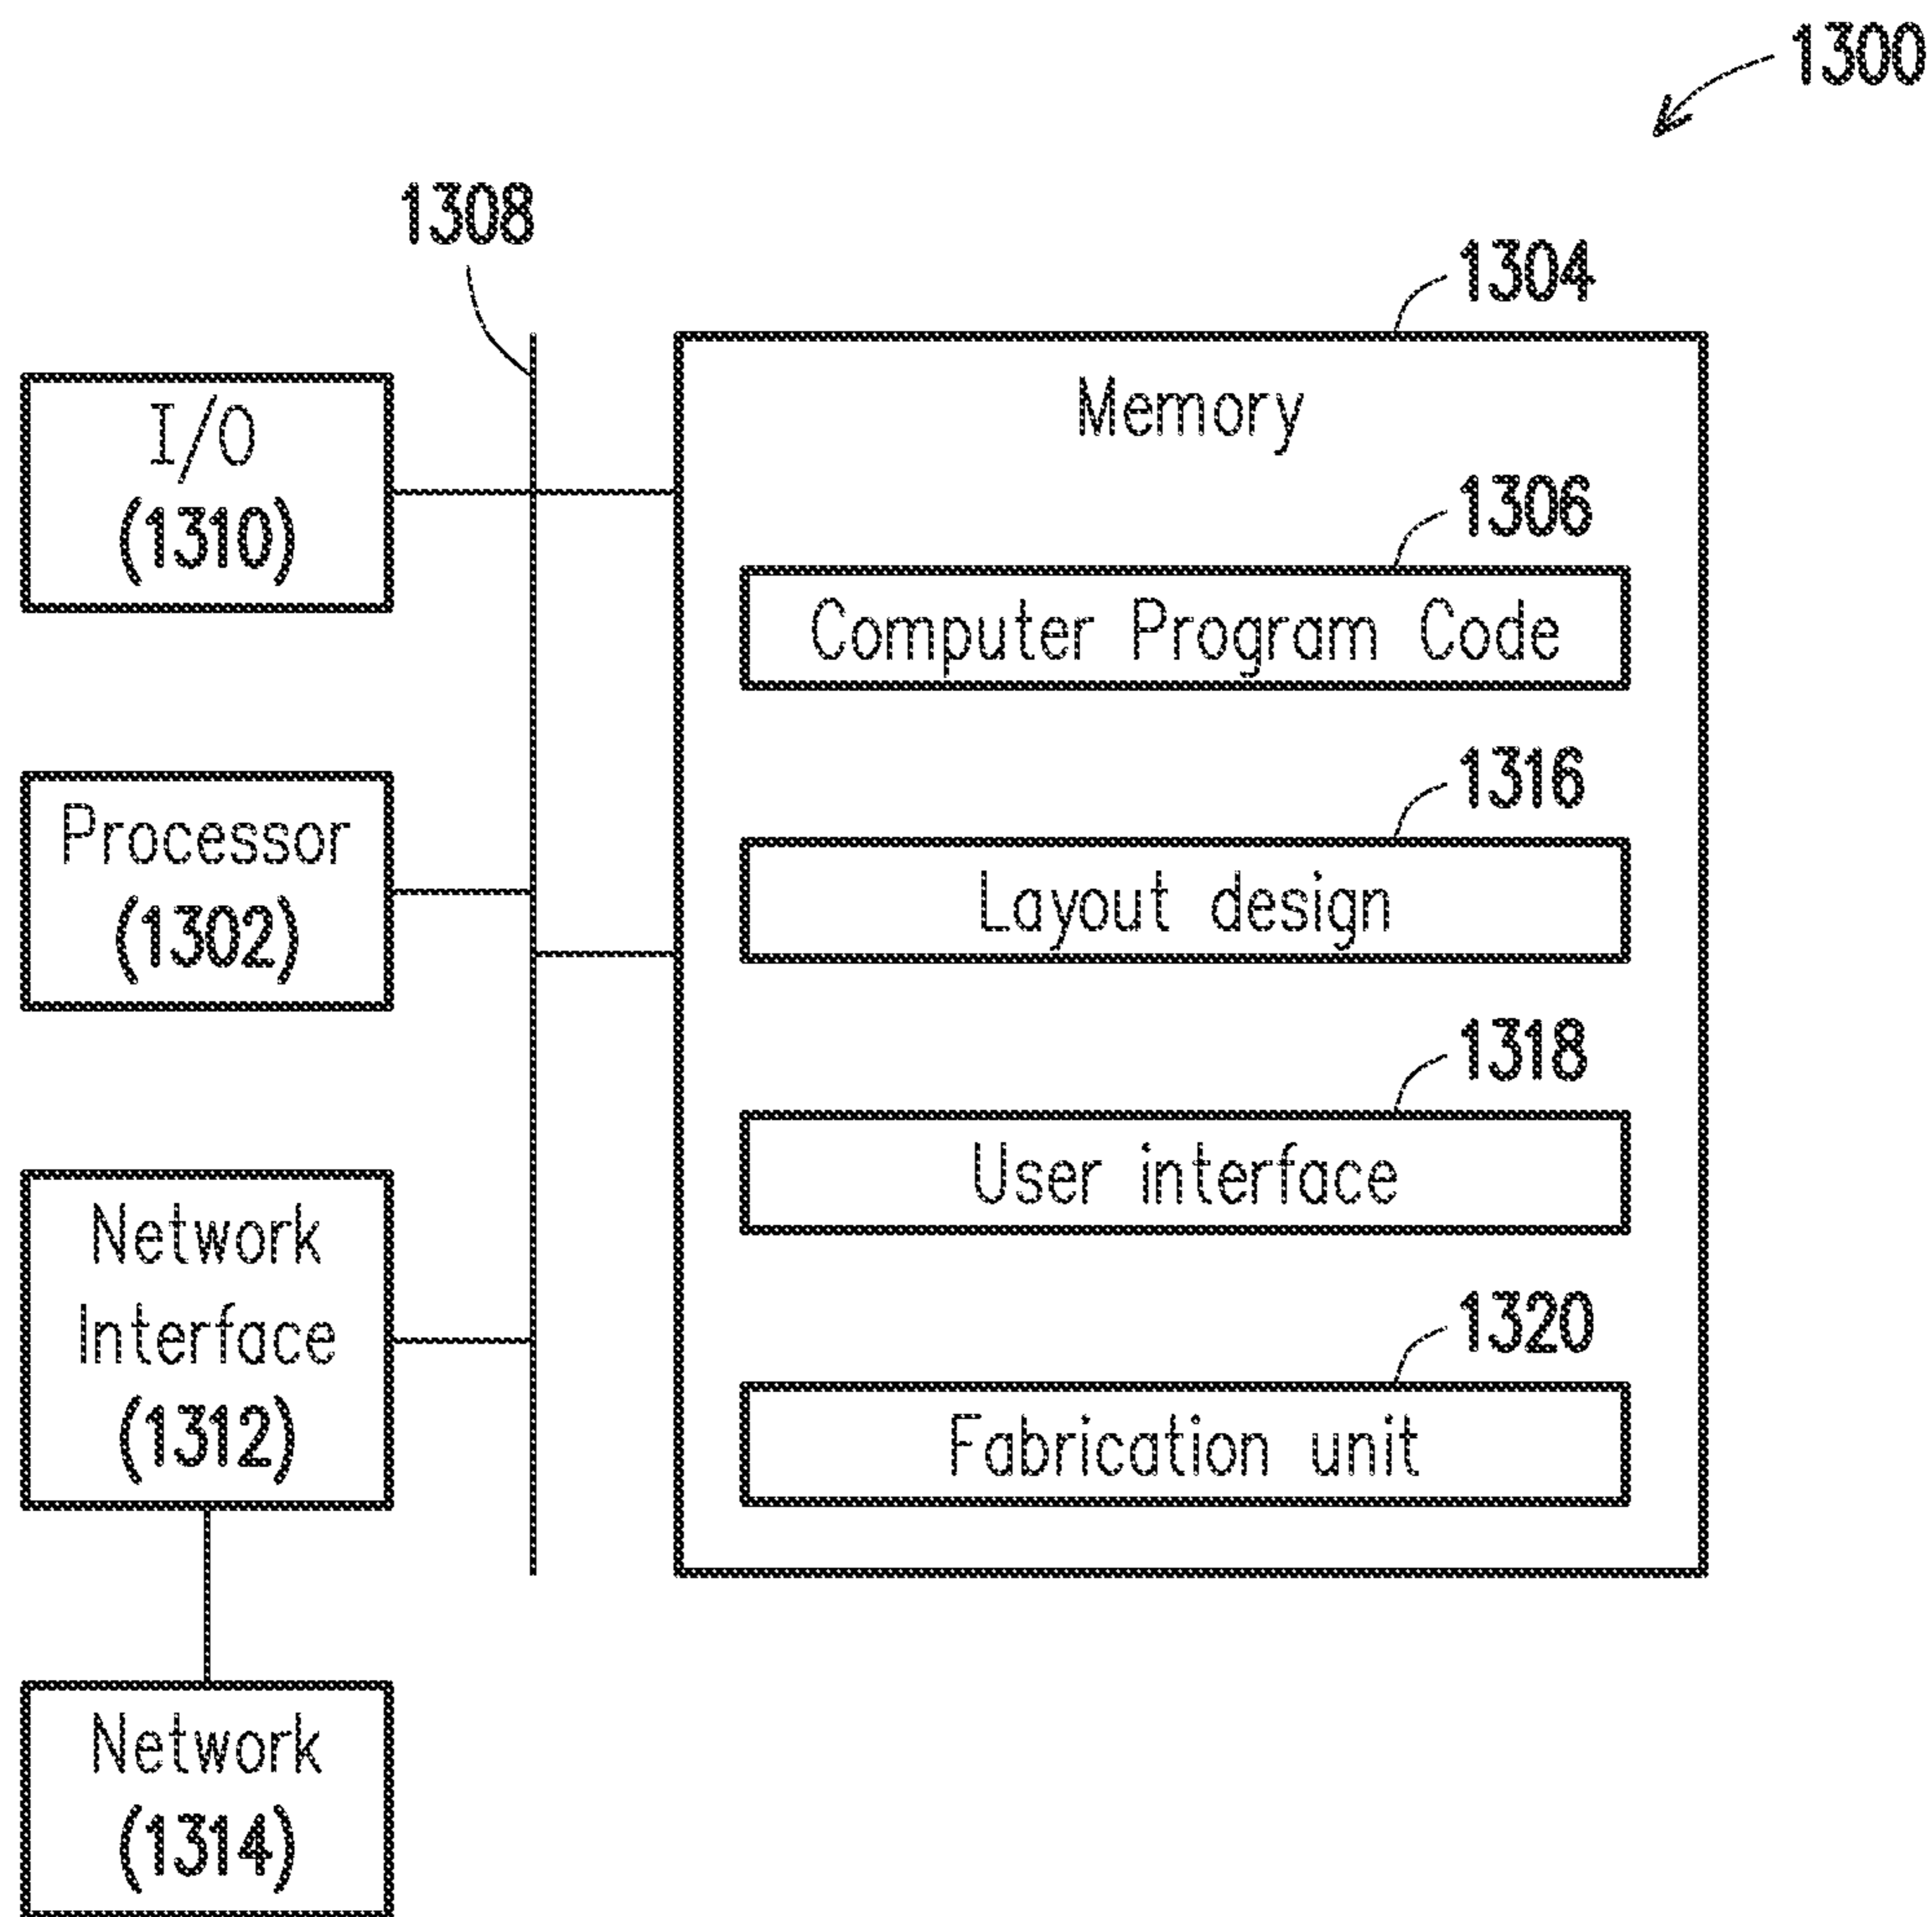 1300
1308
1304
I/O
(1310)
Memory
1306
Computer Program Code
Processor
(1302)
1316
Layout design
1318
User interface
Network
Interface
(1312)
1320
Fabrication unit
Network
(1314)